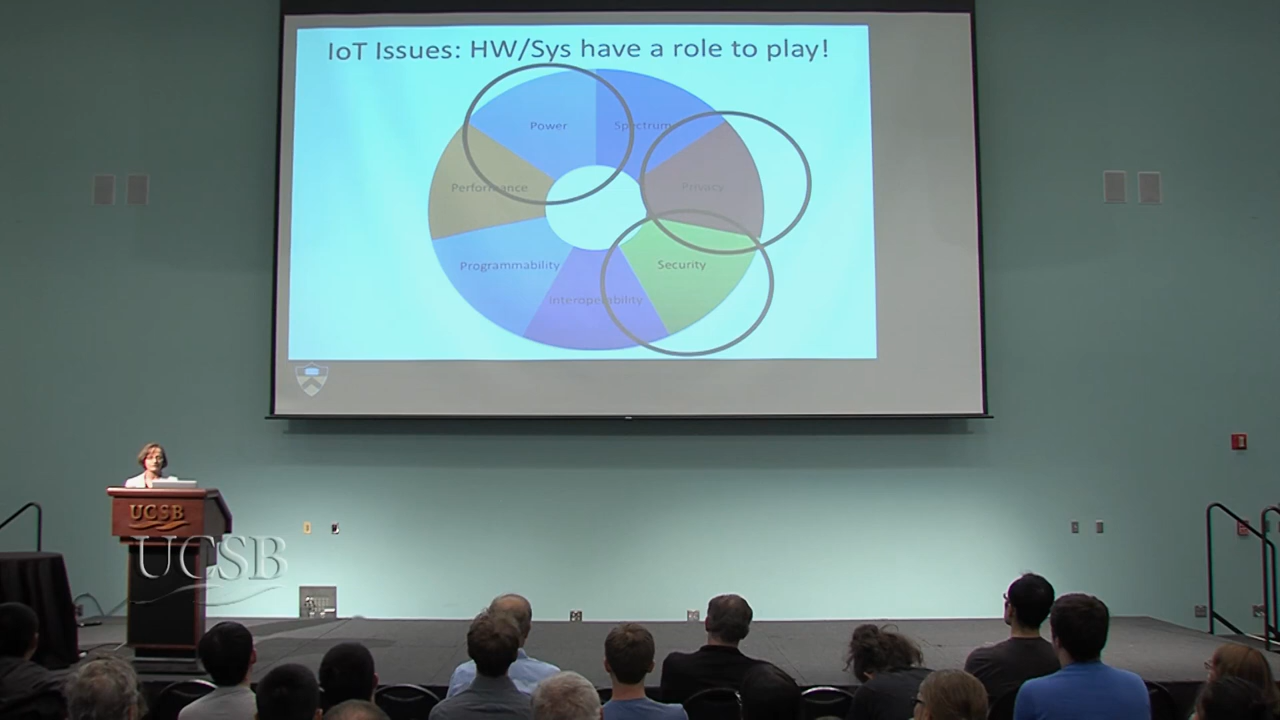 IoT Issues: HW/Sys have a role to play!
Power
Spectrum
Performance
Privacy
Programmability
Security
Interoperability
UCSB
UCSB